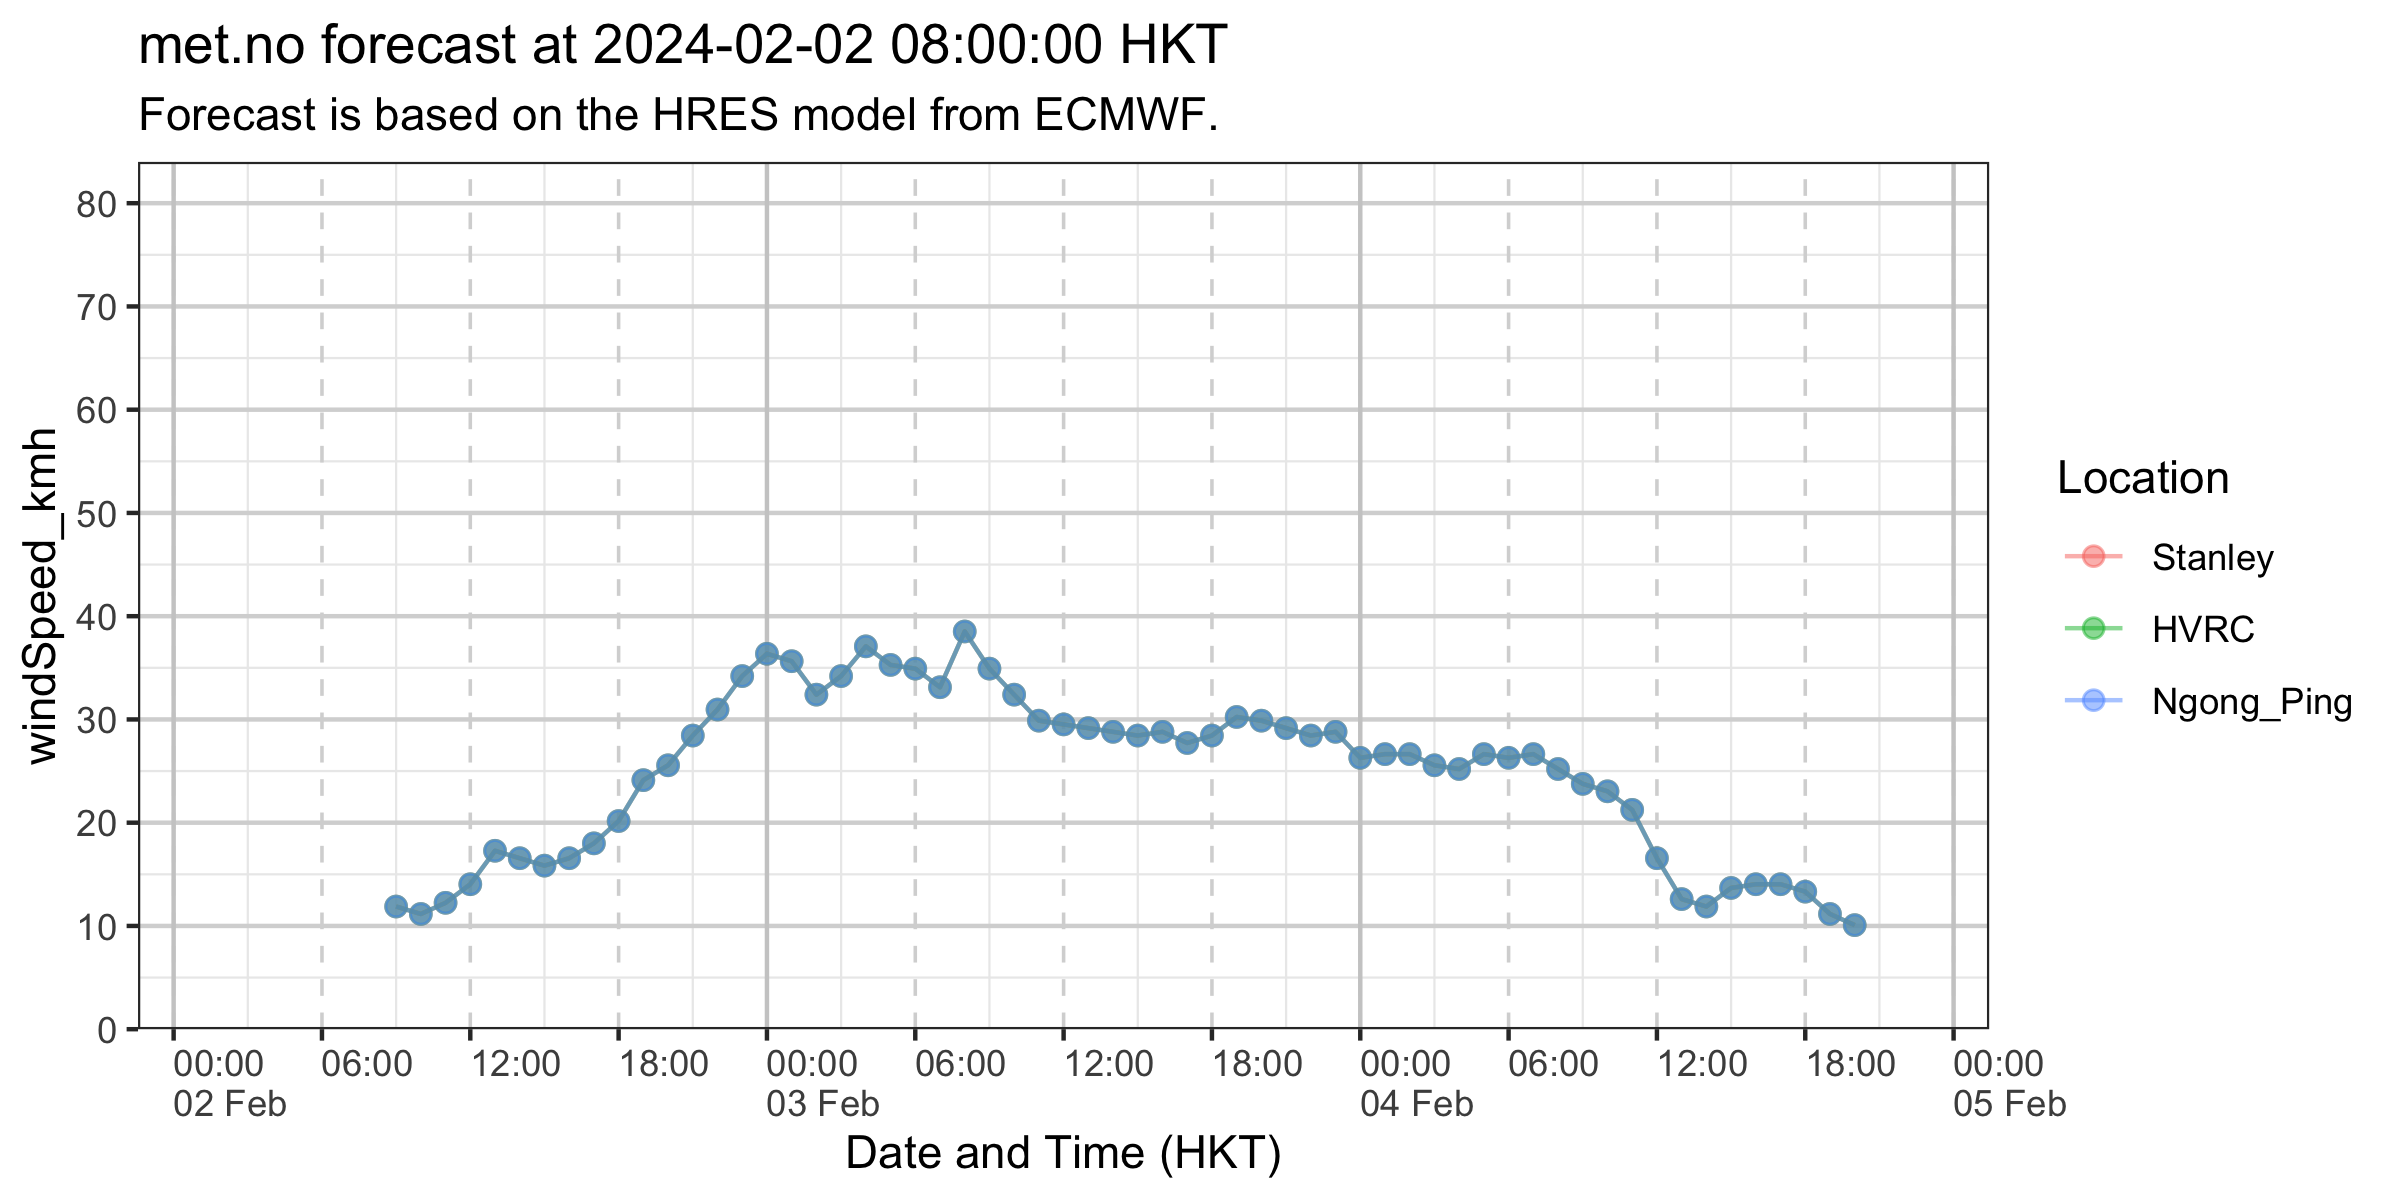 met.no forecast at 2024-02-02 08:00:00 HKT
Forecast is based on the HRES model from ECMWF.
windSpeed_kmh
80
70
60
50
40
30
20
10
0
00:00 06:00 12:00 18:00 00:00 06:00 12:00 18:00 00:00 06:00 12:00 18:00 00:00
02 Feb 03 Feb 04 Feb 05 Feb
Date and Time (HKT)
Location
Stanley
HVRC
Ngong_Ping